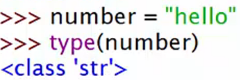 >>> number = "hello"
>>> type(number)
<class 'str'>